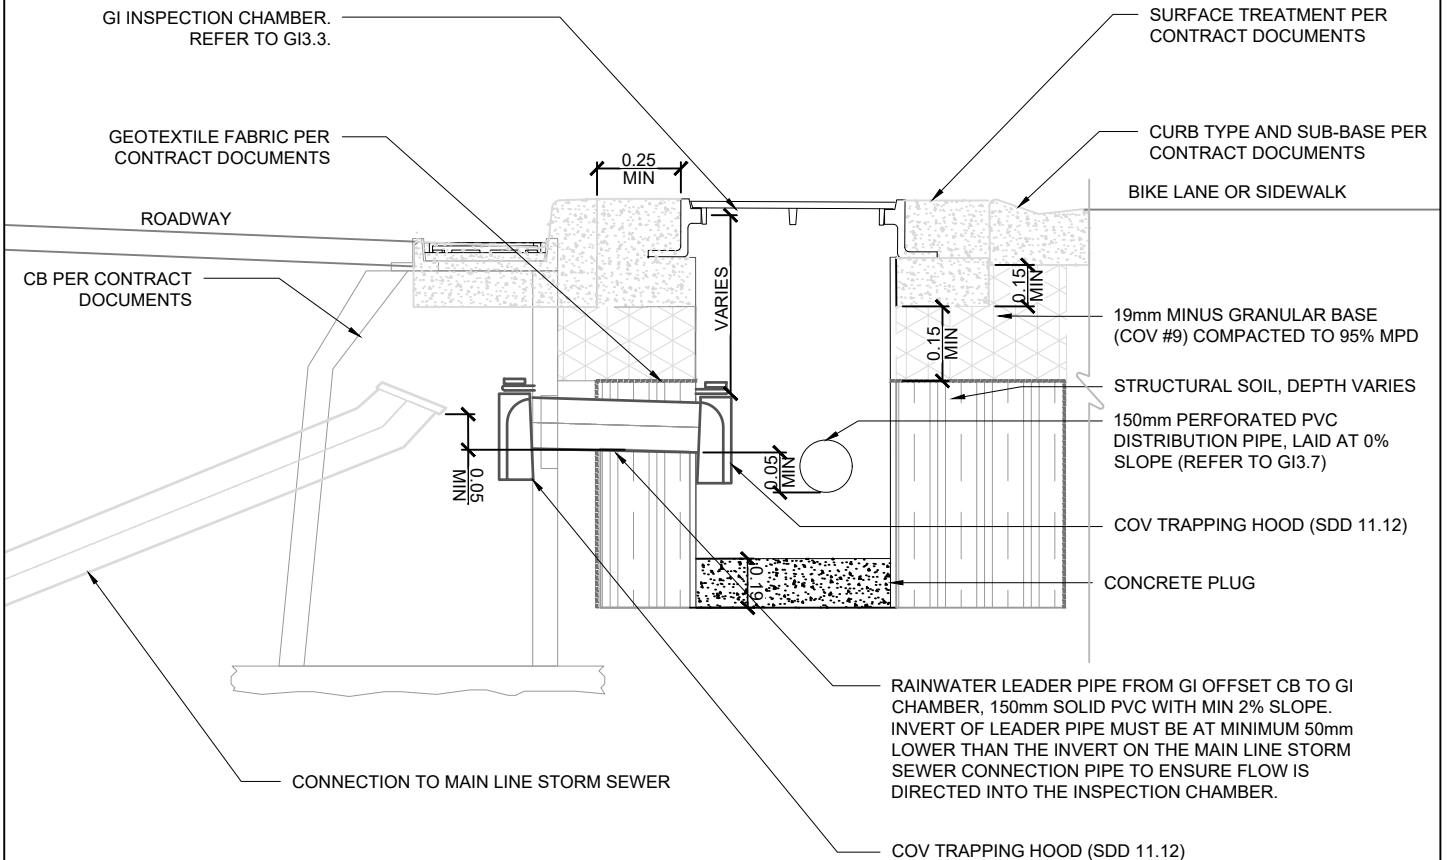 GI INSPECTION CHAMBER.
REFER TO GI3.3.
SURFACE TREATMENT PER
CONTRACT DOCUMENTS
GEOTEXTILE FABRIC PER
CONTRACT DOCUMENTS
CURB TYPE AND SUB-BASE PER
CONTRACT DOCUMENTS
0.25
MIN
BIKE LANE OR SIDEWALK
ROADWAY
CB PER CONTRACT
DOCUMENTS
VARIES
0.15
MIN
0.15
MIN
19mm MINUS GRANULAR BASE
(COV #9) COMPACTED TO 95% MPD
STRUCTURAL SOIL, DEPTH VARIES
150mm PERFORATED PVC
DISTRIBUTION PIPE, LAID AT 0%
SLOPE (REFER TO GI3.7)
0.05
MIN
0.05
MIN
COV TRAPPING HOOD (SDD 11.12)
0.19
CONCRETE PLUG
RAINWATER LEADER PIPE FROM GI OFFSET CB TO GI
CHAMBER, 150mm SOLID PVC WITH MIN 2% SLOPE.
INVERT OF LEADER PIPE MUST BE AT MINIMUM 50mm
LOWER THAN THE INVERT ON THE MAIN LINE STORM
SEWER CONNECTION PIPE TO ENSURE FLOW IS
DIRECTED INTO THE INSPECTION CHAMBER.
CONNECTION TO MAIN LINE STORM SEWER
COV TRAPPING HOOD (SDD 11.12)